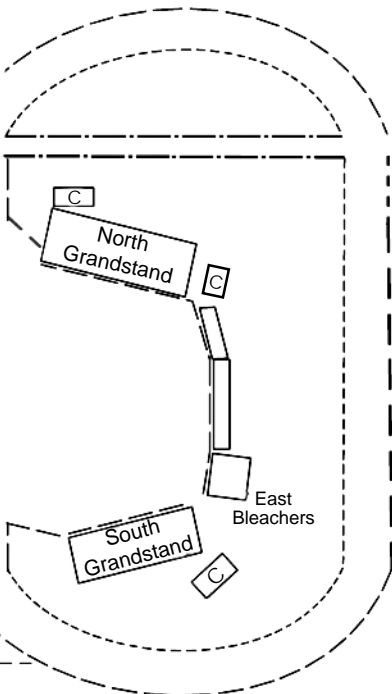 C
North
Grandstand
C
East
Bleachers
South
Grandstand
C